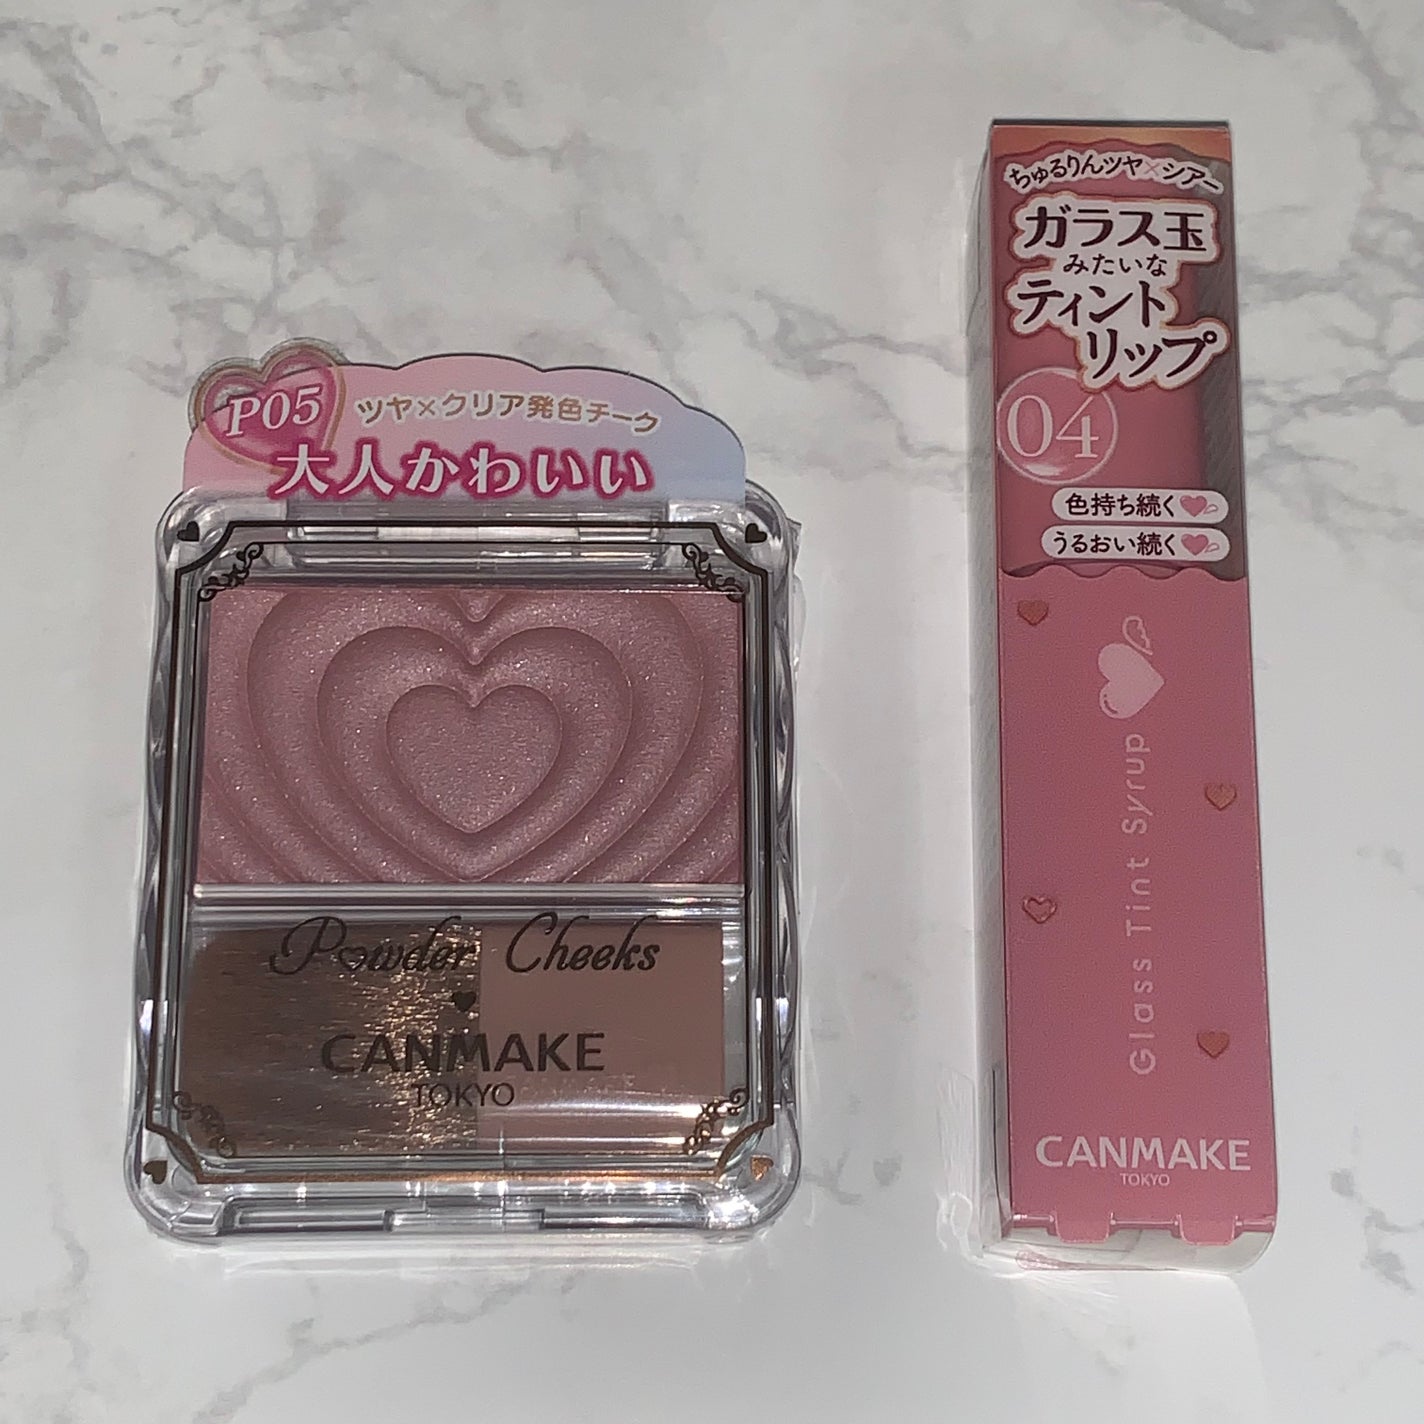 P05
ツヤ×クリア発色チーク
大人かわいい
Powder Cheeks
CANMAKE
TOKYO
ちゅるりんツヤ×シアー
ガラス玉
みたいな
ティント
リップ
04
色持ち続く
うるおい続く
Glass Tint Syrup
CANMAKE
TOKYO